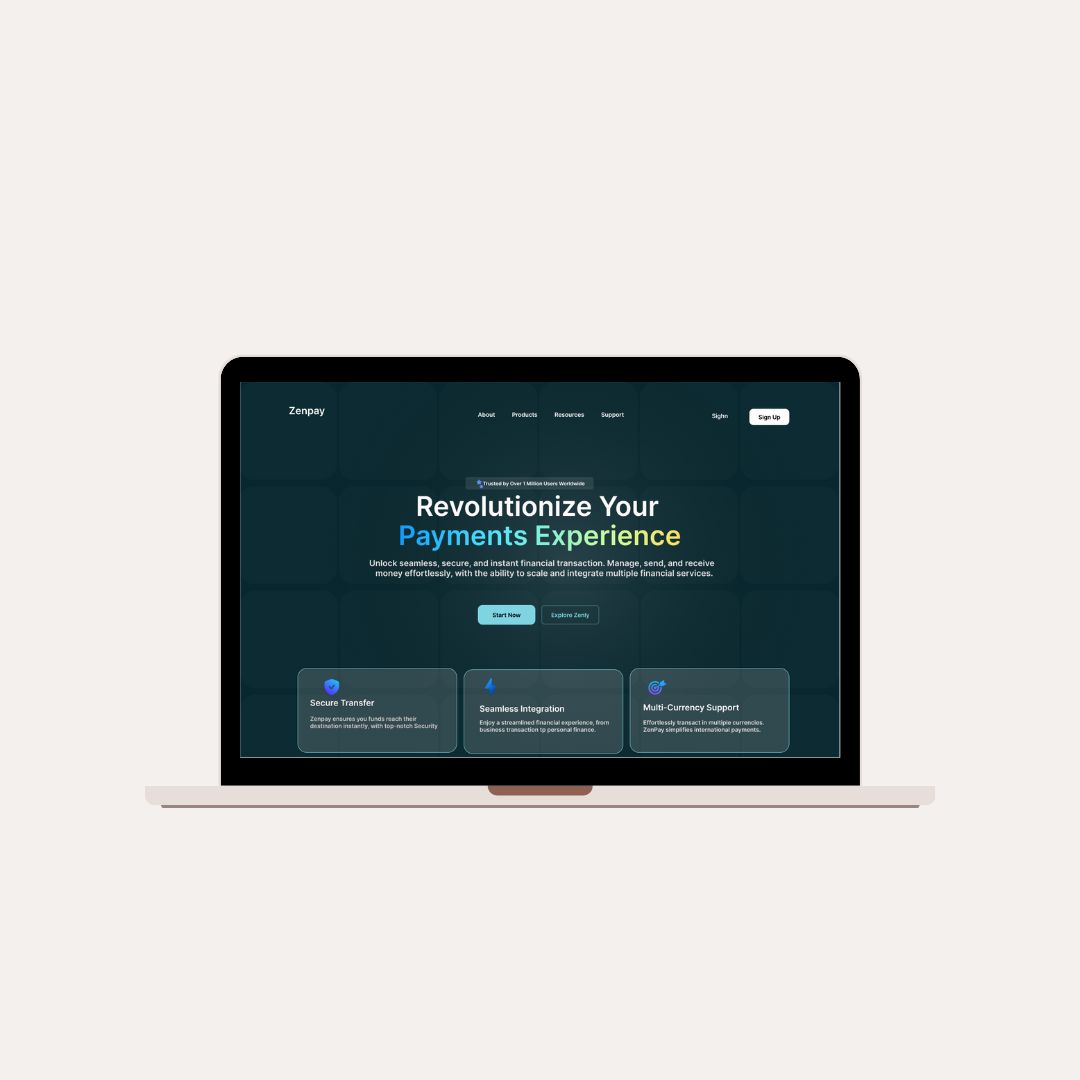 Zenpay
About Products Resources Support
SigIn
Sign Up
Trusted by Over 1 Million Users Worldwide
Revolutionize Your
Payments Experience
Unlock seamless, secure, and instant financial transaction. Manage, send, and receive
money effortlessly, with the ability to scale and integrate multiple financial services.
Start Now
Explore Zenly
Secure Transfer
Zenpay ensures you funds reach their
destination instantly, with top-notch Security
Seamless Integration
Enjoy a streamlined financial experience, from
business transaction tp personal finance.
Multi-Currency Support
Effortlessly transact in multiple currencies.
ZenPay simplifies international payments.